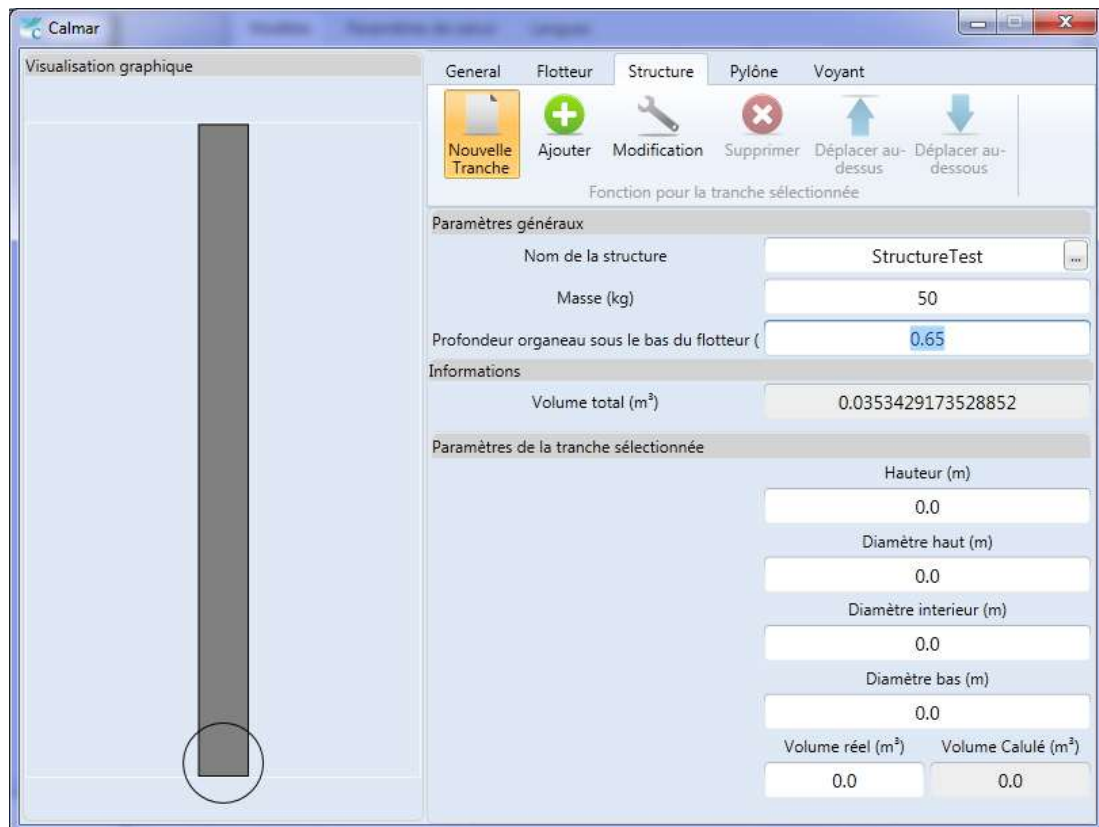 Calmar
Visualisation graphique
General Flotteur Structure Pylône Voyant
Nouvelle Tranche
Ajouter
Modification
Supprimer
Déplacer au-dessus
Déplacer au-dessous
Fonction pour la tranche sélectionnée
Paramètres généraux
Nom de la structure StructureTest ...
Masse (kg) 50
Profondeur organeau sous le bas du flotteur ( 0.65
Informations
Volume total (m³) 0.0353429173528852
Paramètres de la tranche sélectionnée
Hauteur (m)
0.0
Diamètre haut (m)
0.0
Diamètre interieur (m)
0.0
Diamètre bas (m)
0.0
Volume réel (m³) Volume Calulé (m³)
0.0 0.0